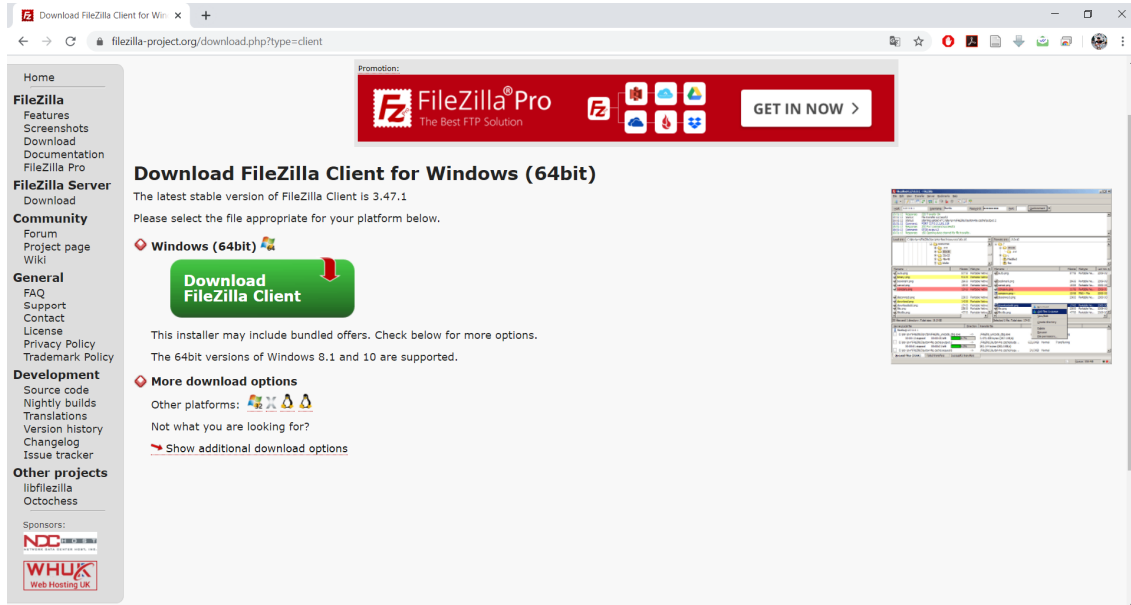 Download FileZilla Client for Win
filezilla-project.org/download.php?type=client
Home
FileZilla
Features
Screenshots
Download
Documentation
FileZilla Pro
FileZilla Server
Download
Community
Forum
Project page
Wiki
General
FAQ
Support
Contact
License
Privacy Policy
Trademark Policy
Development
Source code
Nightly builds
Translations
Version history
Changelog
Issue tracker
Other projects
libfilezilla
Octochess
Sponsors:
NDC HOST
WHUK
Web Hosting UK
Promotion:
FileZilla® Pro
The Best FTP Solution
GET IN NOW >
Download FileZilla Client for Windows (64bit)
The latest stable version of FileZilla Client is 3.47.1
Please select the file appropriate for your platform below.
Windows (64bit)
Download
FileZilla Client
This installer may include bundled offers. Check below for more options.
The 64bit versions of Windows 8.1 and 10 are supported.
More download options
Other platforms:
Not what you are looking for?
Show additional download options